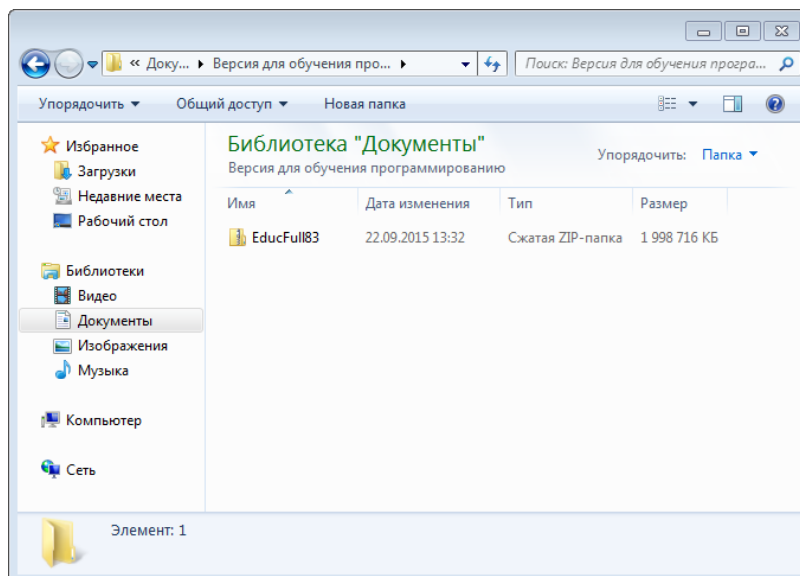 « Доку... ▸ Версия для обучения про... ▸ Поиск: Версия для обучения програ...
Упорядочить Общий доступ Новая папка
Избранное
Загрузки
Недавние места
Рабочий стол
Библиотеки
Видео
Документы
Изображения
Музыка
Компьютер
Сеть
Библиотека "Документы"
Версия для обучения программированию
Упорядочить: Папка
Имя Дата изменения Тип Размер
EducFull83 22.09.2015 13:32 Сжатая ZIP-папка 1 998 716 КБ
Элемент: 1